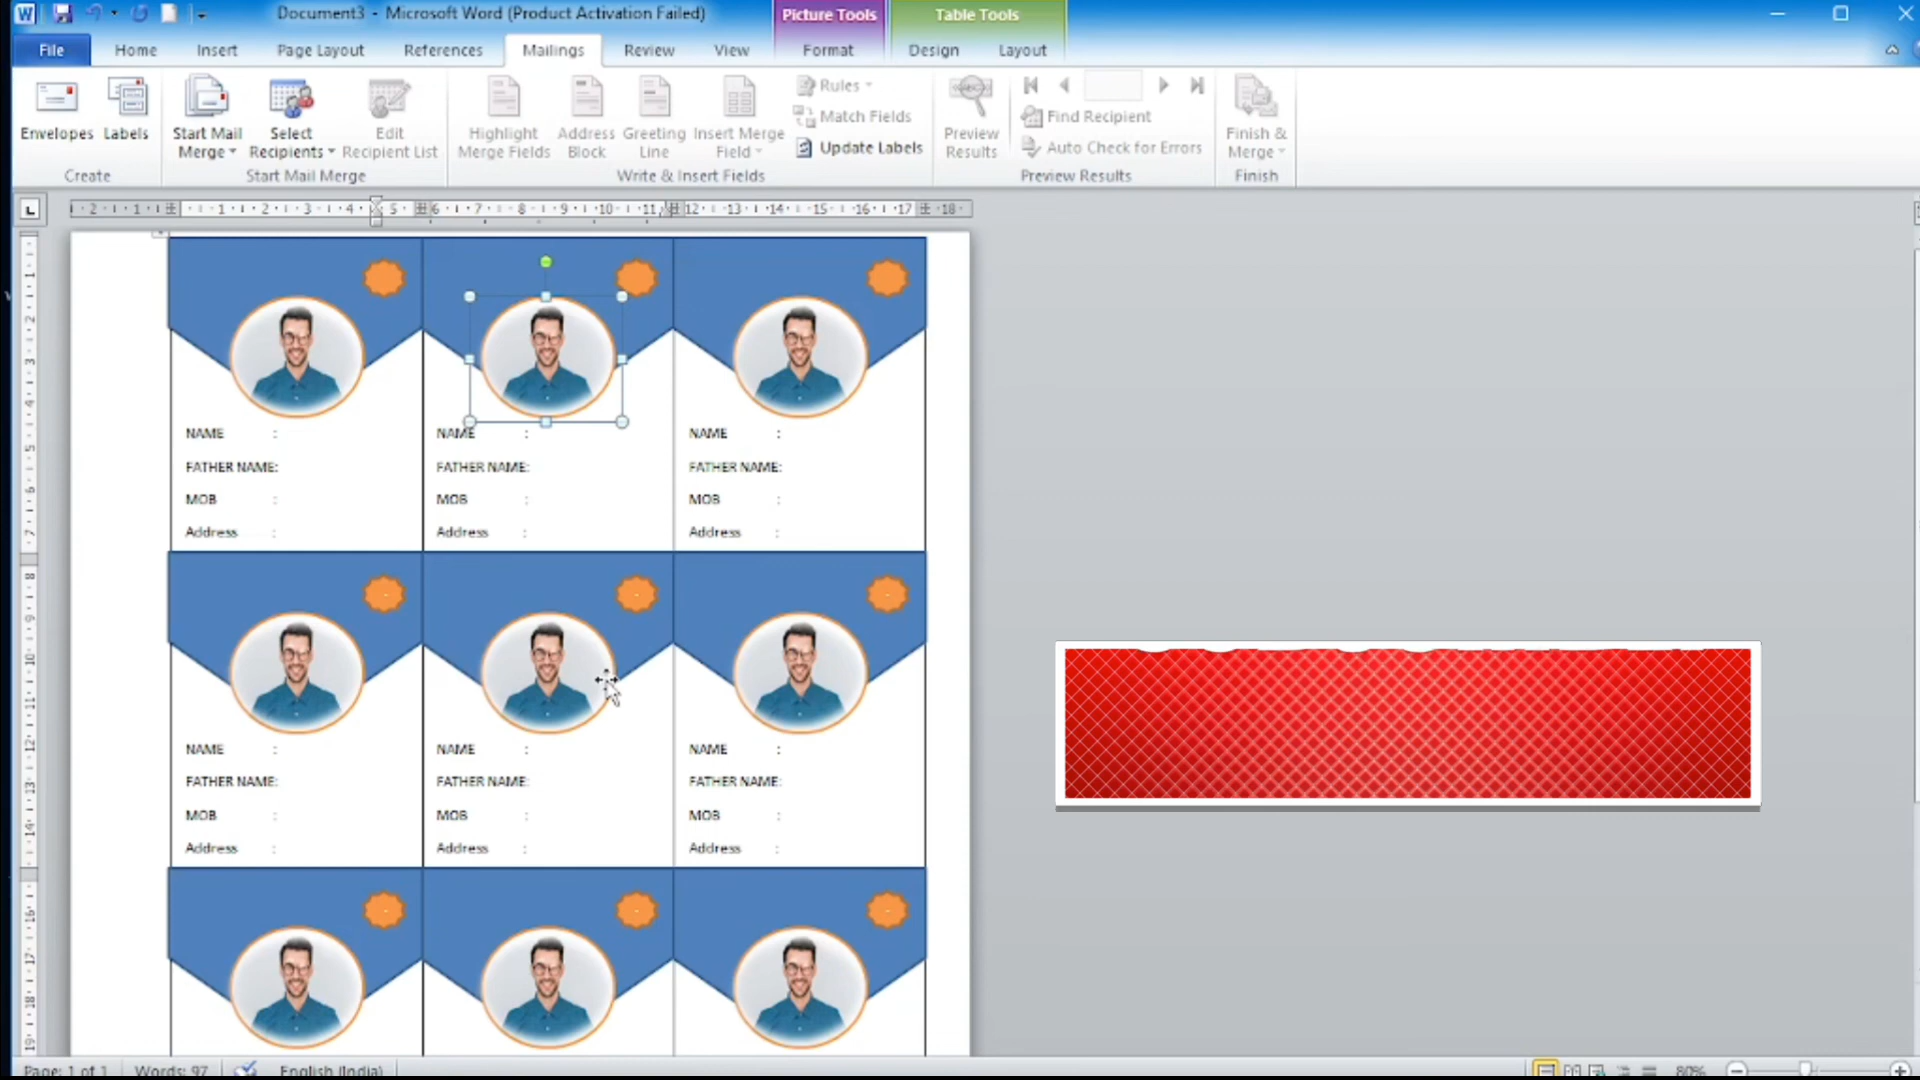 Document3 - Microsoft Word (Product Activation Failed)
Picture Tools
Table Tools
File
Home
Insert
Page Layout
References
Mailings
Review
View
Format
Design
Layout
Envelopes
Labels
Start Mail Merge
Select Recipients
Edit Recipient List
Highlight Merge Fields
Address Block
Greeting Line
Insert Merge Field
Rules
Match Fields
Update Labels
Preview Results
Find Recipient
Auto Check for Errors
Finish & Merge
Create
Start Mail Merge
Write & Insert Fields
Preview Results
Finish
NAME :
FATHER NAME:
MOB :
Address :
NAME :
FATHER NAME:
MOB :
Address :
NAME :
FATHER NAME:
MOB :
Address :
NAME :
FATHER NAME:
MOB :
Address :
NAME :
FATHER NAME:
MOB :
Address :
NAME :
FATHER NAME:
MOB :
Address :
Page: 1 of 1
Words: 97
English (India)
80%